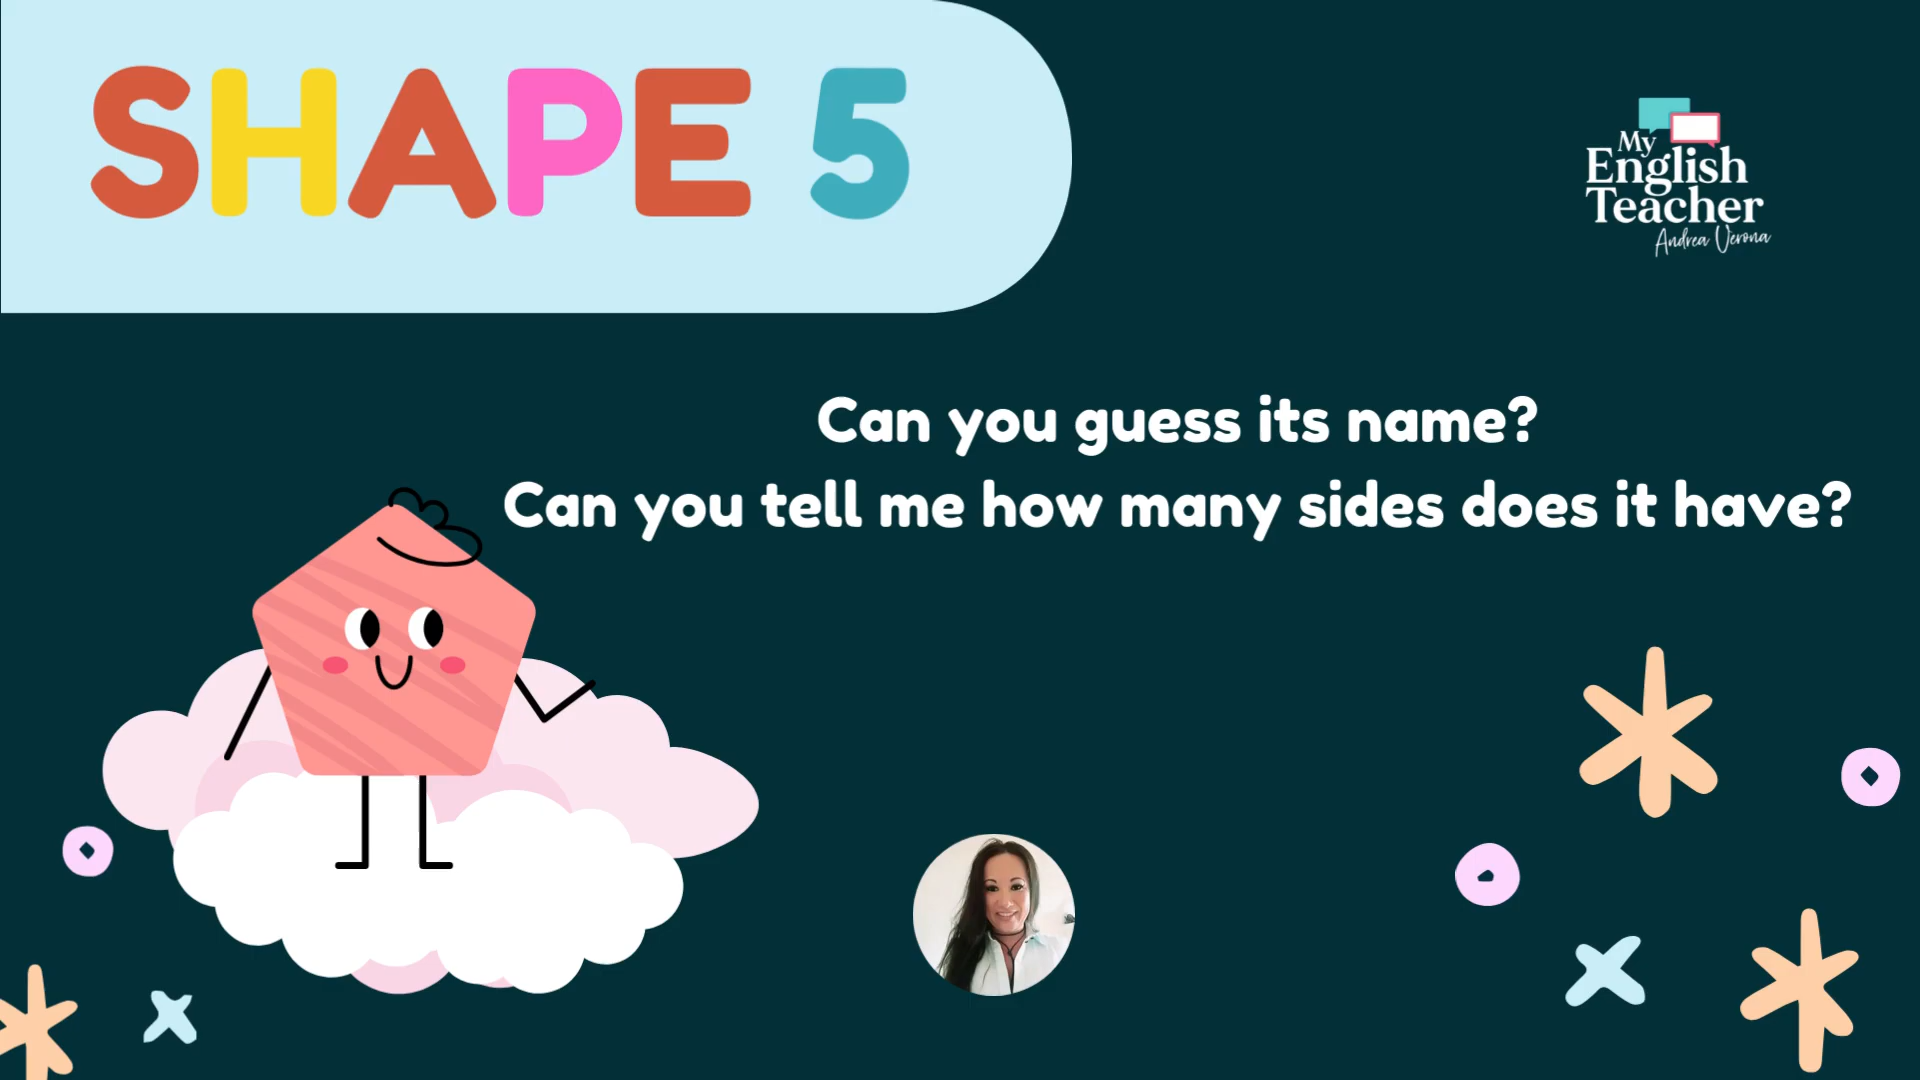 SHAPE 5
My
English
Teacher
Andrea Verona
Can you guess its name?
Can you tell me how many sides does it have?